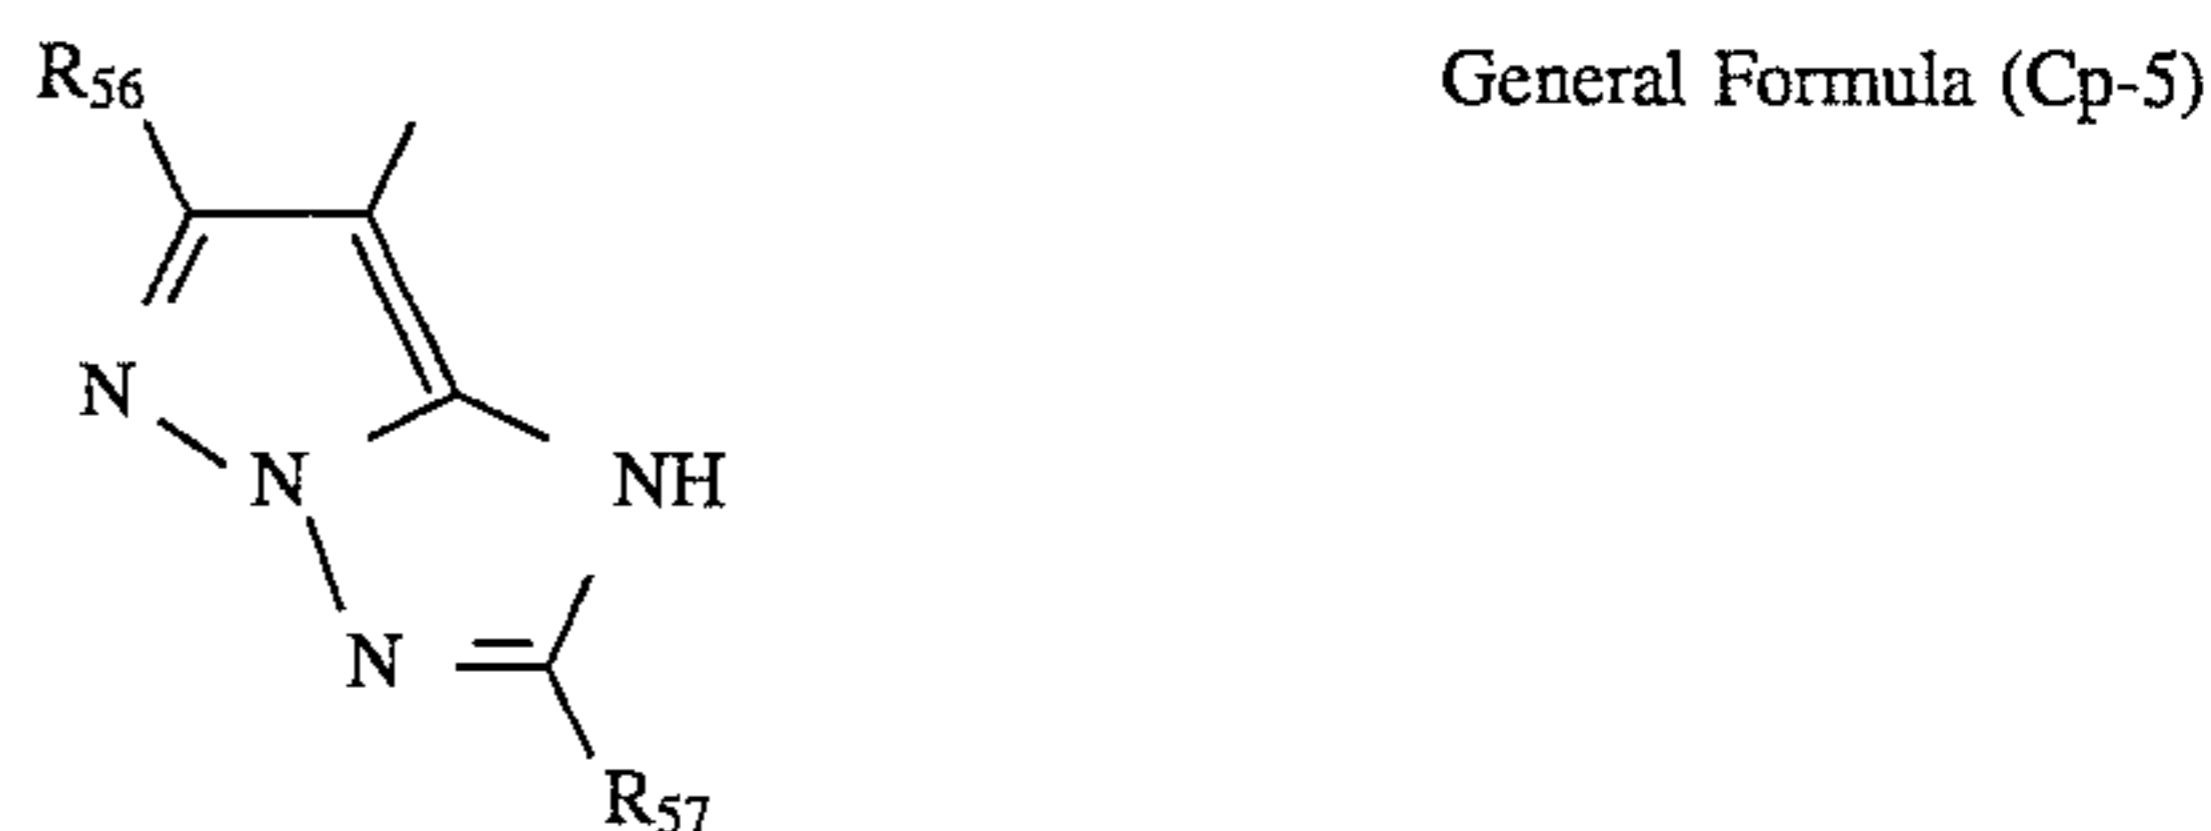 R56
General Formula (Cp-5)
N
N
NH
N
R57